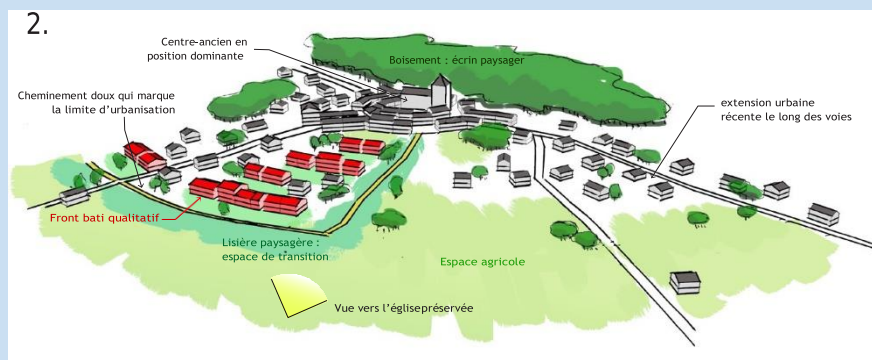 2.
Centre-ancien en
position dominante
Boisement : écrin paysager
Cheminement doux qui marque
la limite d’urbanisation
extension urbaine
récente le long des voies
Front bati qualitatif
Lisière paysagère :
espace de transition
Espace agricole
Vue vers l’églisepréservée